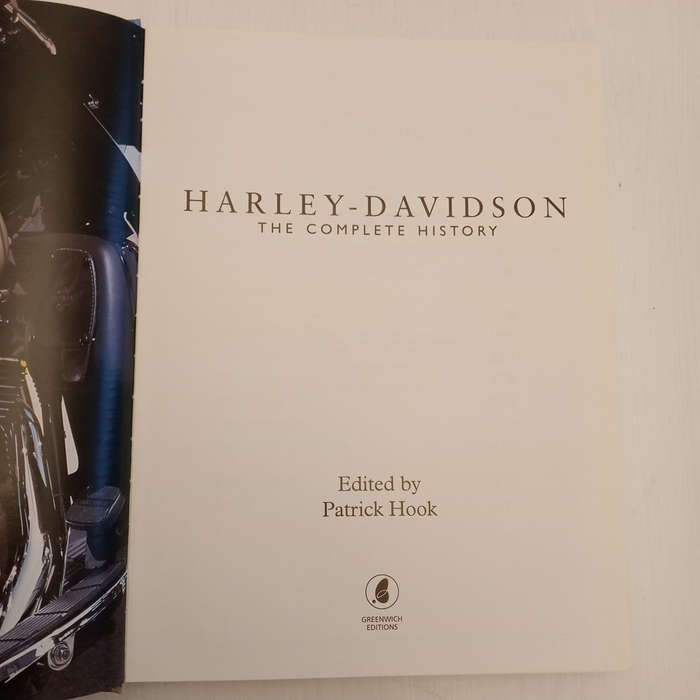 HARLEY-DAVIDSON
THE COMPLETE HISTORY
Edited by
Patrick Hook
GREENWICH
EDITIONS